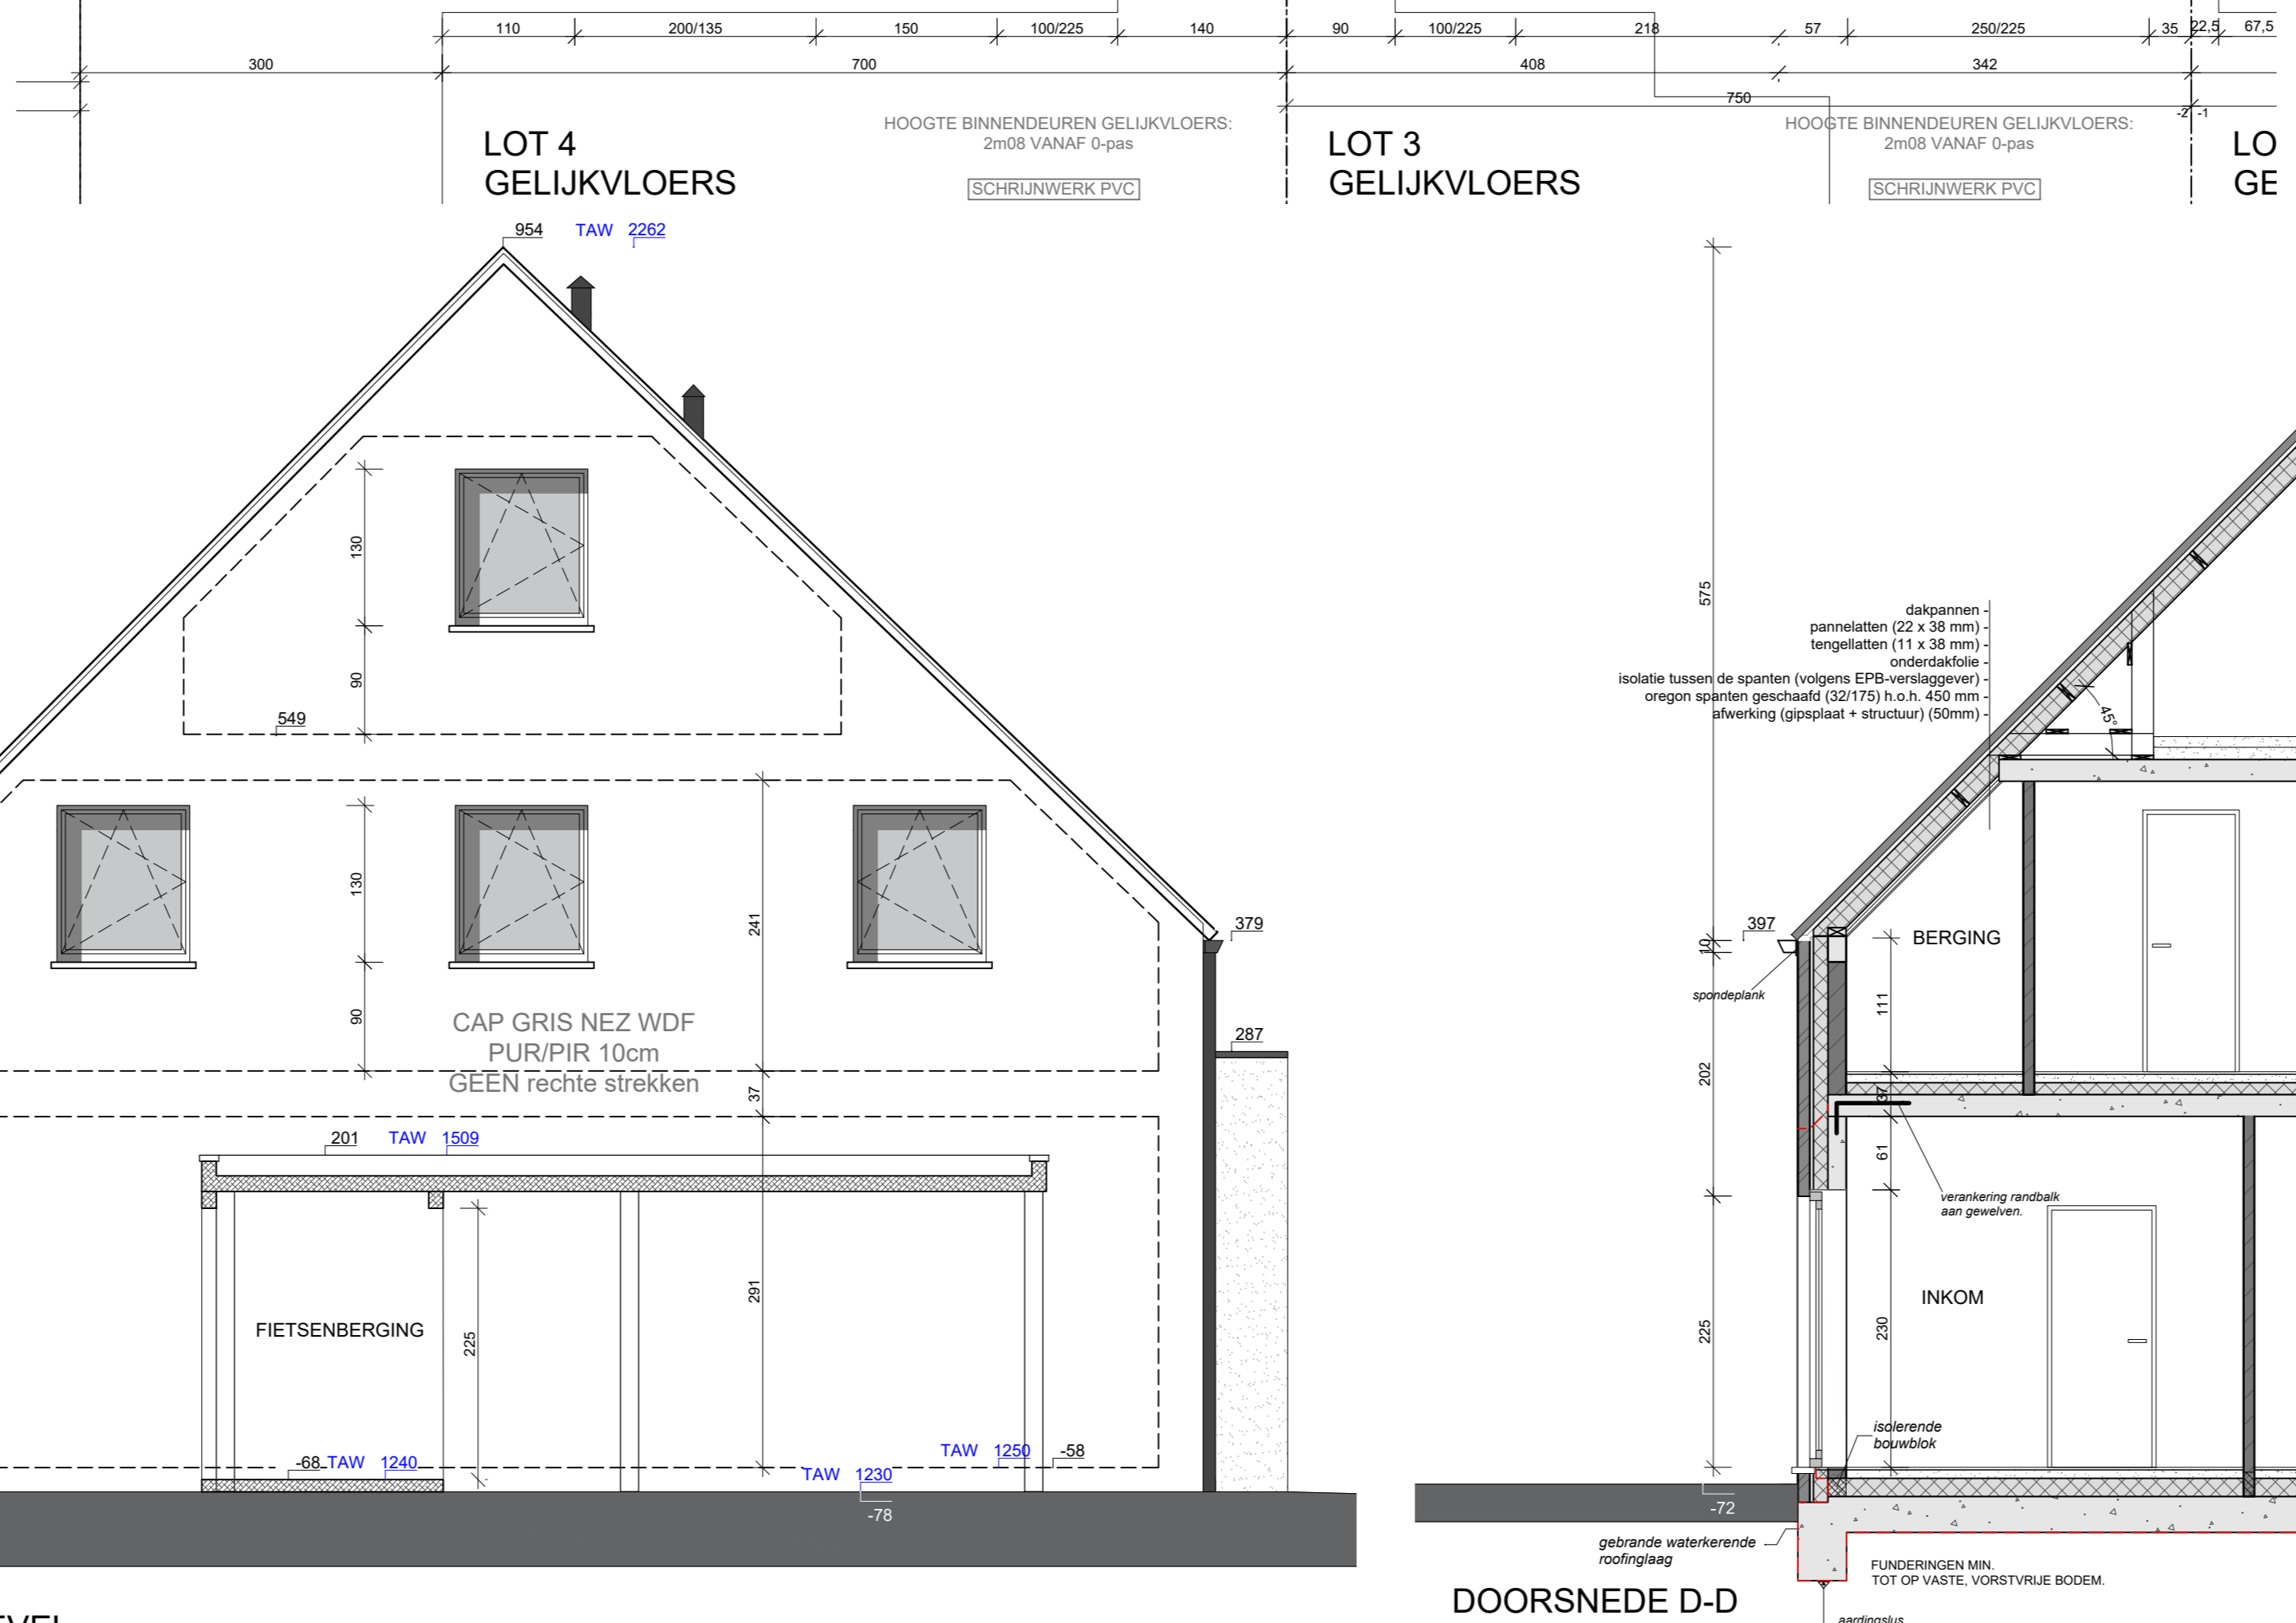 110 200/135 150 100/225 140 90 100/225 218 57 250/225 35 22,5 67,5
300 700 408 342
750
-2 -1
LOT 4
GELIJKVLOERS
HOOGTE BINNENDEUREN GELIJKVLOERS:
2m08 VANAF 0-pas
SCHRIJNWERK PVC
LOT 3
GELIJKVLOERS
HOOGTE BINNENDEUREN GELIJKVLOERS:
2m08 VANAF 0-pas
SCHRIJNWERK PVC
LO
GE
954 TAW 2262
130
90
549
130
90
241
37
291
379
287
CAP GRIS NEZ WDF
PUR/PIR 10cm
GEEN rechte strekken
201 TAW 1509
FIETSENBERGING
225
-68 TAW 1240
TAW 1230
TAW 1250 -58
-78
575
dakpannen -
pannelatten (22 x 38 mm) -
tengellatten (11 x 38 mm) -
onderdakfolie -
isolatie tussen de spanten (volgens EPB-verslaggever) -
oregon spanten geschaafd (32/175) h.o.h. 450 mm -
afwerking (gipsplaat + structuur) (50mm) -
45°
397
10
spondeplank
BERGING
111
202
37
61
verankering randbalk
aan gewelven.
INKOM
225
230
isolerende
bouwblok
-72
gebrande waterkerende
roofinglaag
FUNDERINGEN MIN.
TOT OP VASTE, VORSTVRIJE BODEM.
DOORSNEDE D-D
aardingslus